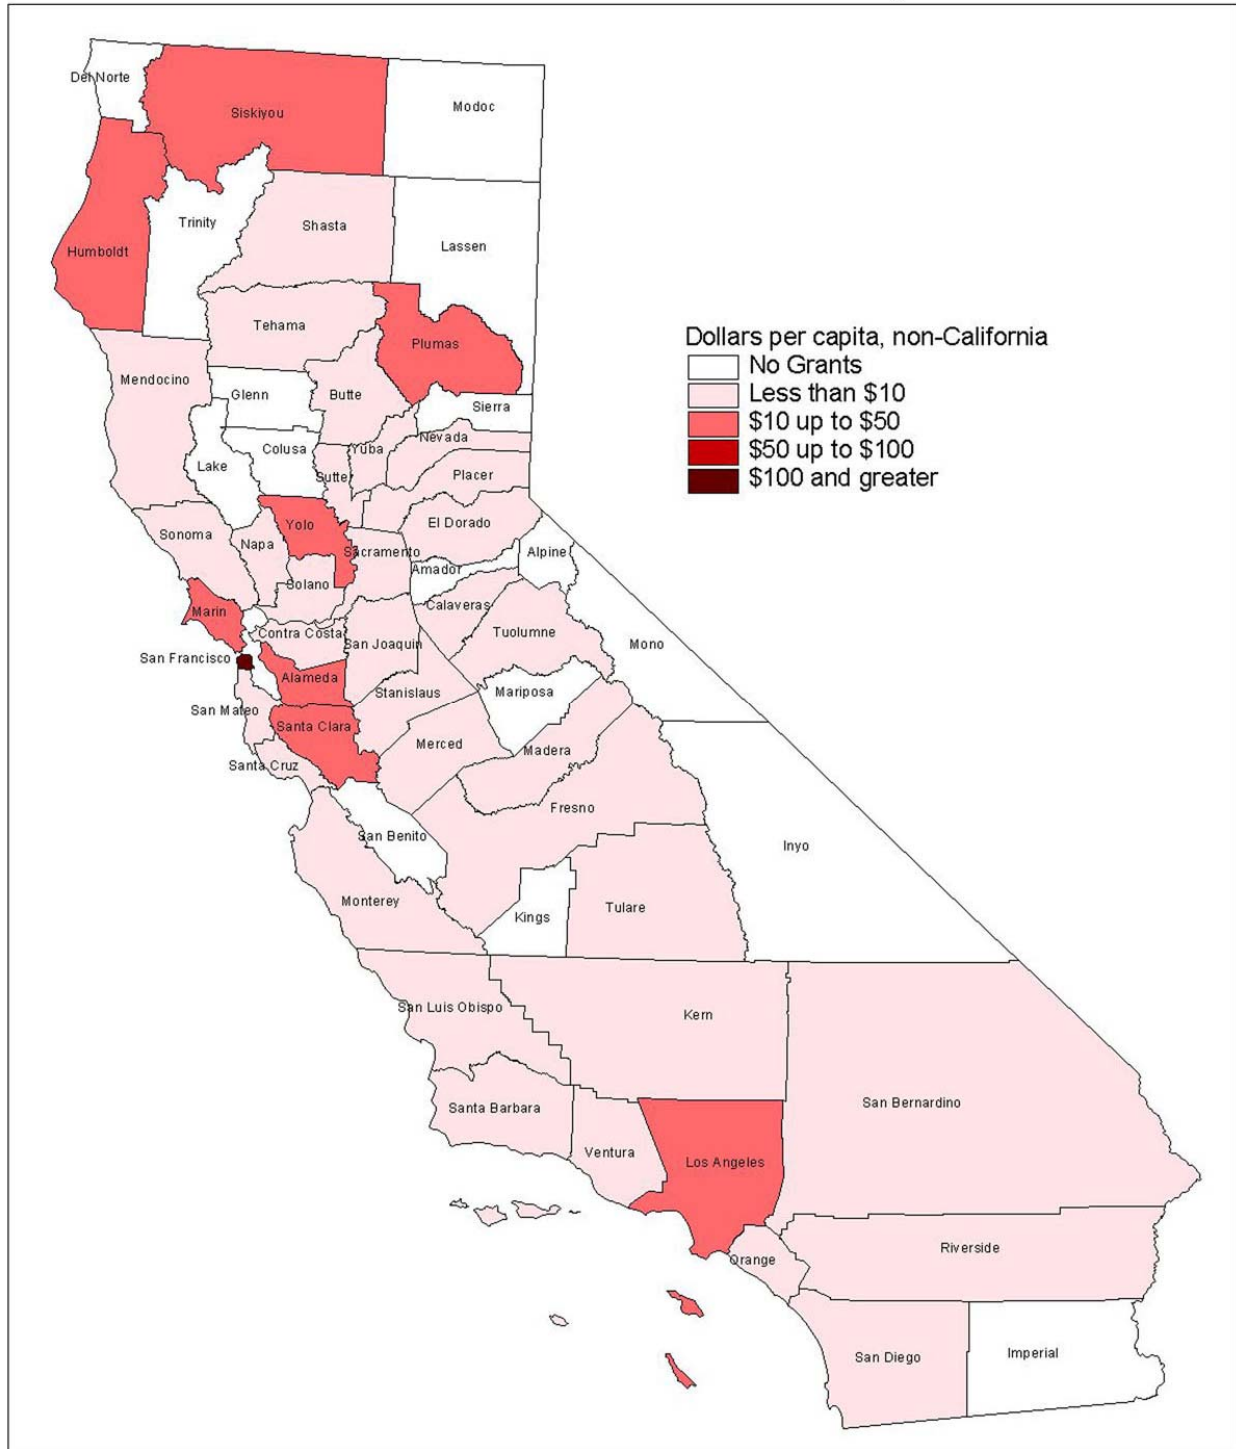 Del Norte
Siskiyou
Modoc
Trinity
Shasta
Humboldt
Lassen
Tehama
Plumas
Dollars per capita, non-California
No Grants
Less than $10
$10 up to $50
$50 up to $100
$100 and greater
Mendocino
Glenn
Butte
Sierra
Colusa
Yuba
Nevada
Lake
Sutter
Placer
Sonoma
Yolo
El Dorado
Napa
Sacramento
Alpine
Amador
Solano
Marin
Calaveras
Contra Costa
San Joaquin
Tuolumne
Mono
San Francisco
Alameda
Stanislaus
Mariposa
San Mateo
Santa Clara
Merced
Madera
Santa Cruz
Fresno
San Benito
Inyo
Monterey
Kings
Tulare
San Luis Obispo
Kern
Santa Barbara
San Bernardino
Ventura
Los Angeles
Orange
Riverside
San Diego
Imperial